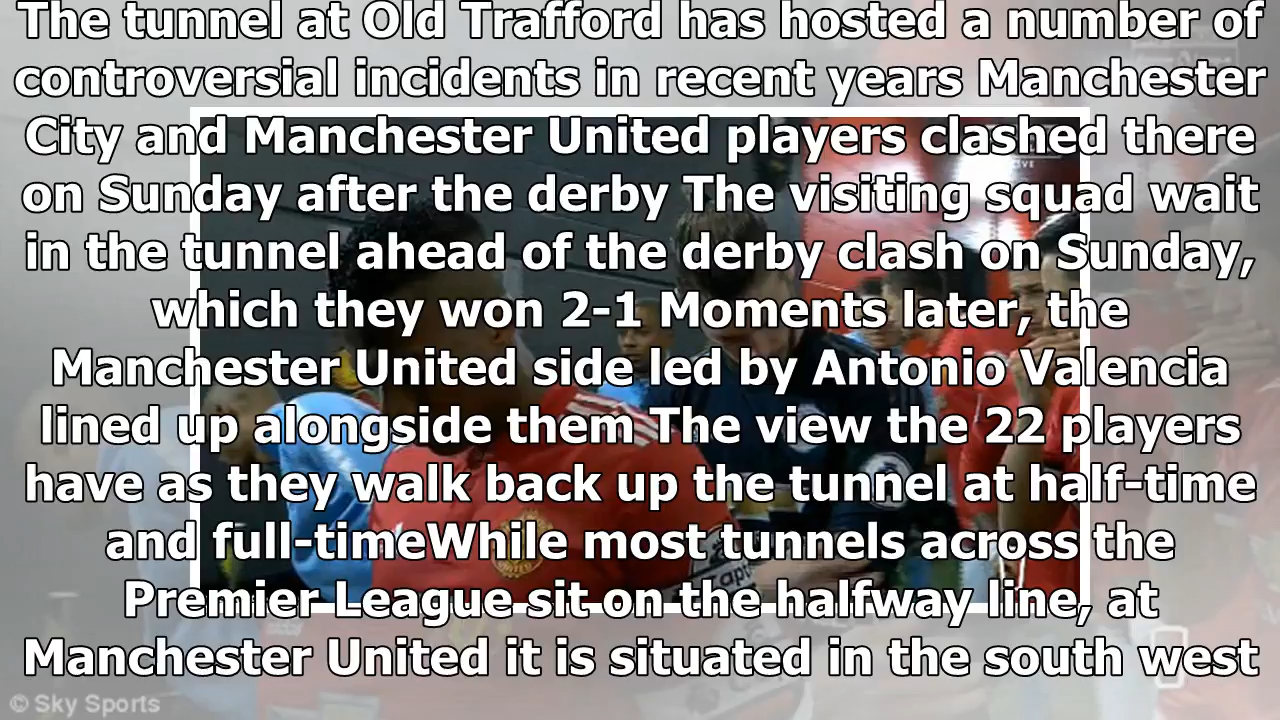 The tunnel at Old Trafford has hosted a number of
controversial incidents in recent years Manchester
City and Manchester United players clashed there
on Sunday after the derby The visiting squad wait
in the tunnel ahead of the derby clash on Sunday,
which they won 2-1 Moments later, the
Manchester United side led by Antonio Valencia
lined up alongside them The view the 22 players
have as they walk back up the tunnel at half-time
and full-timeWhile most tunnels across the
Premier League sit on the halfway line, at
Manchester United it is situated in the south west
© Sky Sports